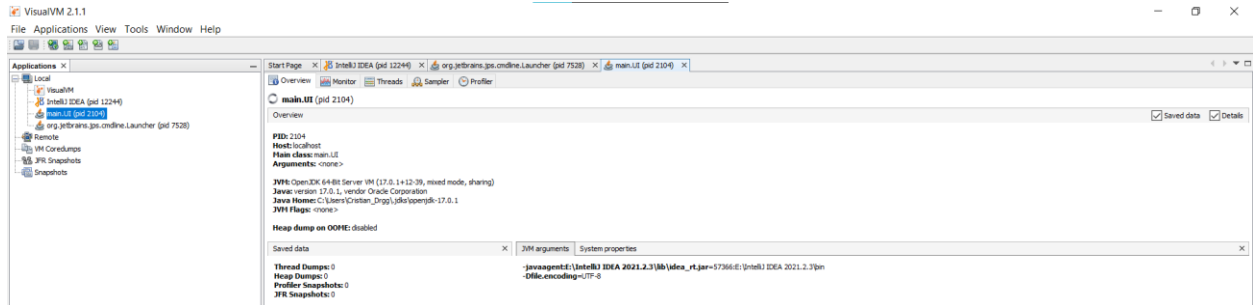 VisualVM 2.1.1
File Applications View Tools Window Help
Applications
Local
VisualVM
IntelliJ IDEA (pid 12244)
main.UI (pid 2104)
org.jetbrains.jps.cmdline.Launcher (pid 7528)
Remote
VM Coredumps
JFR Snapshots
Snapshots
Start Page IntelliJ IDEA (pid 12244) org.jetbrains.jps.cmdline.Launcher (pid 7528) main.UI (pid 2104)
Overview Monitor Threads Sampler Profiler
main.UI (pid 2104)
Overview Saved data Details
PID: 2104
Host: localhost
Main class: main.UI
Arguments: <none>
JVM: OpenJDK 64-Bit Server VM (17.0.1+12-39, mixed mode, sharing)
Java: version 17.0.1, vendor Oracle Corporation
Java Home: C:\Users\Cristian_Drgg\.jdks\openjdk-17.0.1
JVM Flags: <none>
Heap dump on OOME: disabled
Saved data
Thread Dumps: 0
Heap Dumps: 0
Profiler Snapshots: 0
JFR Snapshots: 0
JVM arguments System properties
-javaagent:E:\IntelliJ IDEA 2021.2.3\lib\idea_rt.jar=57366:E:\IntelliJ IDEA 2021.2.3\bin
-Dfile.encoding=UTF-8